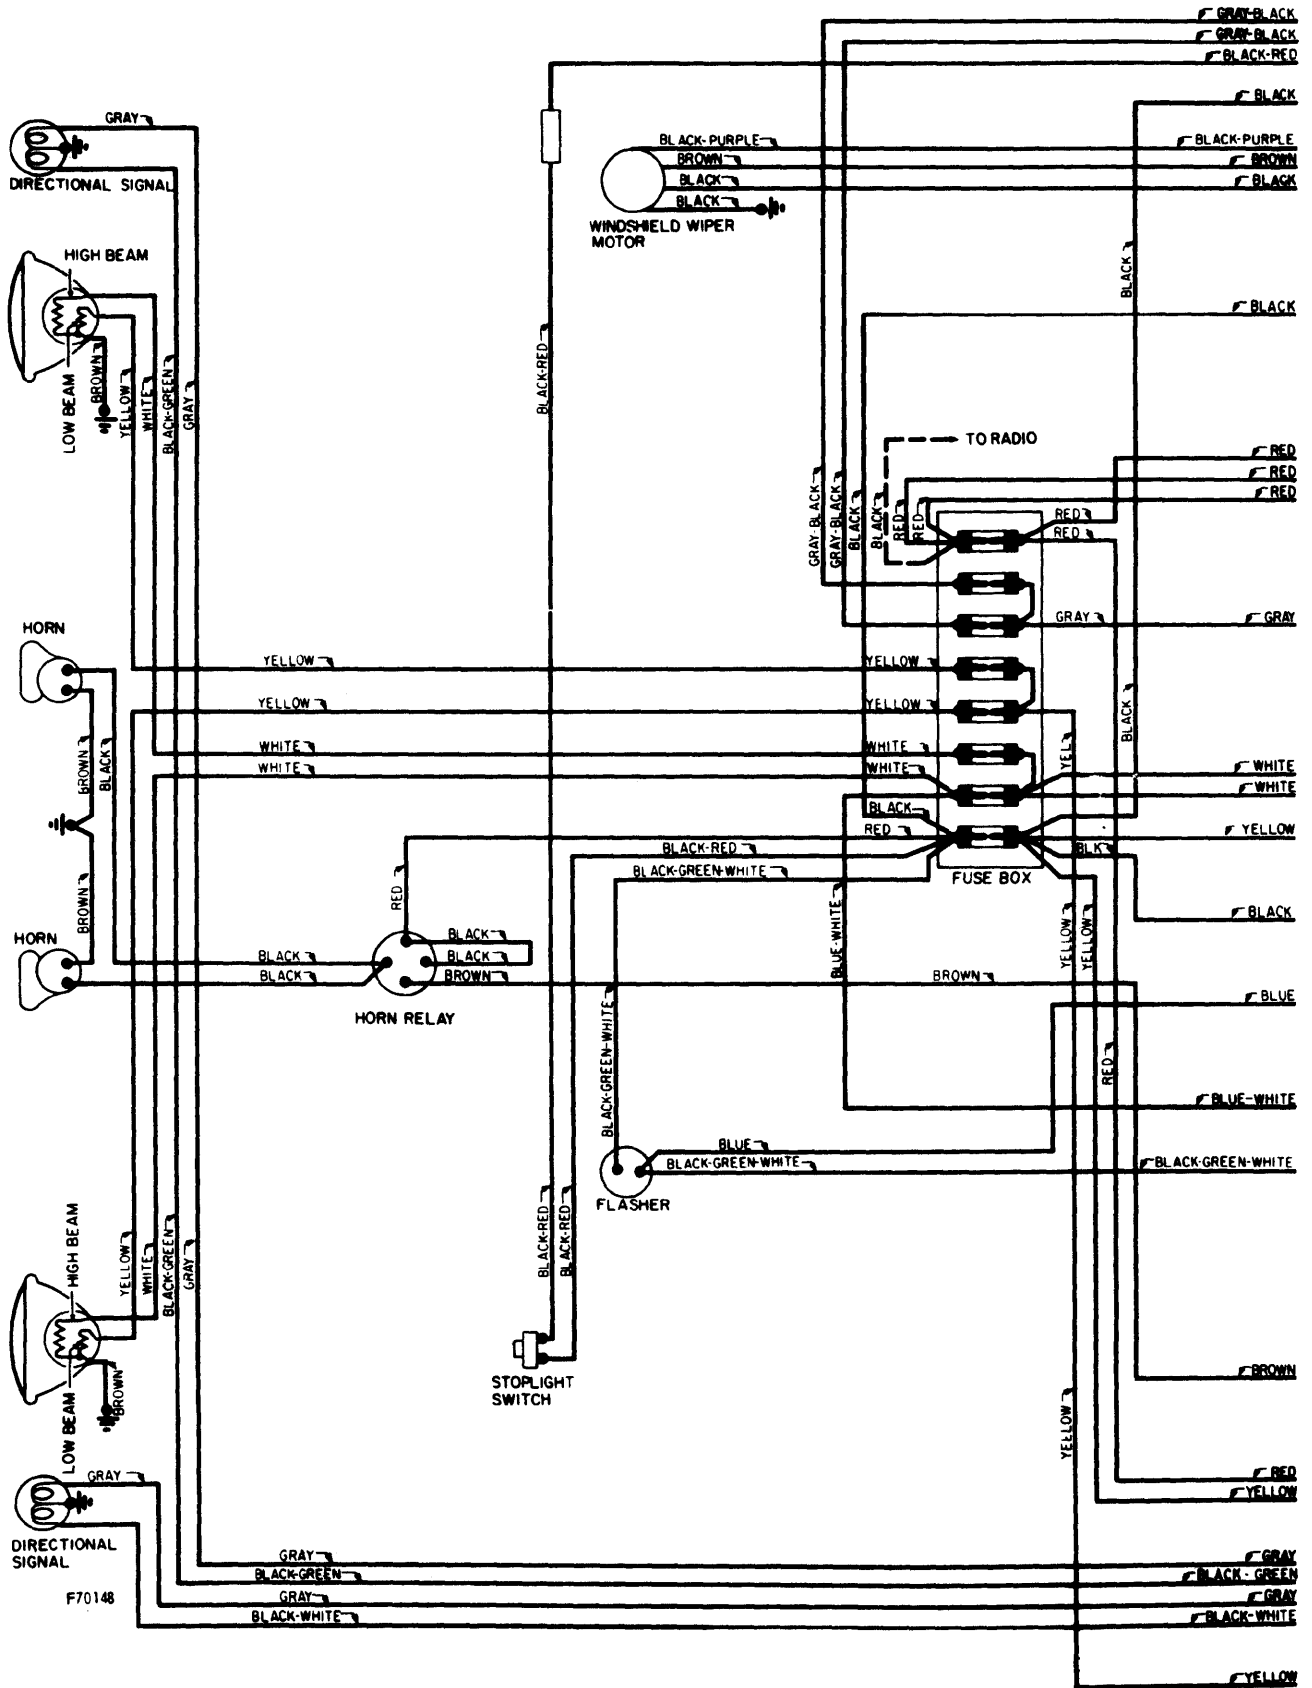 GRAY-BLACK
GRAY-BLACK
BLACK-RED
BLACK
GRAY
BLACK-PURPLE
BLACK-PURPLE
BROWN
BROWN
BLACK
BLACK
DIRECTIONAL SIGNAL
BLACK
WINDSHIELD WIPER
MOTOR
HIGH BEAM
BLACK
BLACK
LOW BEAM
BROWN
YELLOW
WHITE
BLACK-GREEN
GRAY
BLACK-RED
TO RADIO
RED
RED
RED
GRAY-BLACK
GRAY-BLACK
BLACK
BLACK
RED
RED
RED
RED
HORN
GRAY
GRAY
YELLOW
YELLOW
YELLOW
YELLOW
BLACK
BROWN
BLACK
WHITE
WHITE
YEL
WHITE
WHITE
WHITE
WHITE
BLACK
RED
YELLOW
BLACK-RED
BLK
BLACK-GREEN-WHITE
FUSE BOX
BROWN
RED
BLUE-WHITE
YELLOW
YELLOW
BLACK
HORN
BLACK
BLACK
BLACK
BLACK
BROWN
BROWN
BLUE
HORN RELAY
BLACK-GREEN-WHITE
RED
BLUE-WHITE
BLUE
BLACK-GREEN-WHITE
BLACK-GREEN-WHITE
FLASHER
HIGH BEAM
YELLOW
WHITE
BLACK-GREEN
GRAY
BLACK-RED
BLACK-RED
STOPLIGHT
SWITCH
BROWN
LOW BEAM
BROWN
YELLOW
GRAY
RED
YELLOW
DIRECTIONAL
SIGNAL
GRAY
GRAY
BLACK-GREEN
BLACK - GREEN
F70148
GRAY
GRAY
BLACK-WHITE
BLACK-WHITE
YELLOW